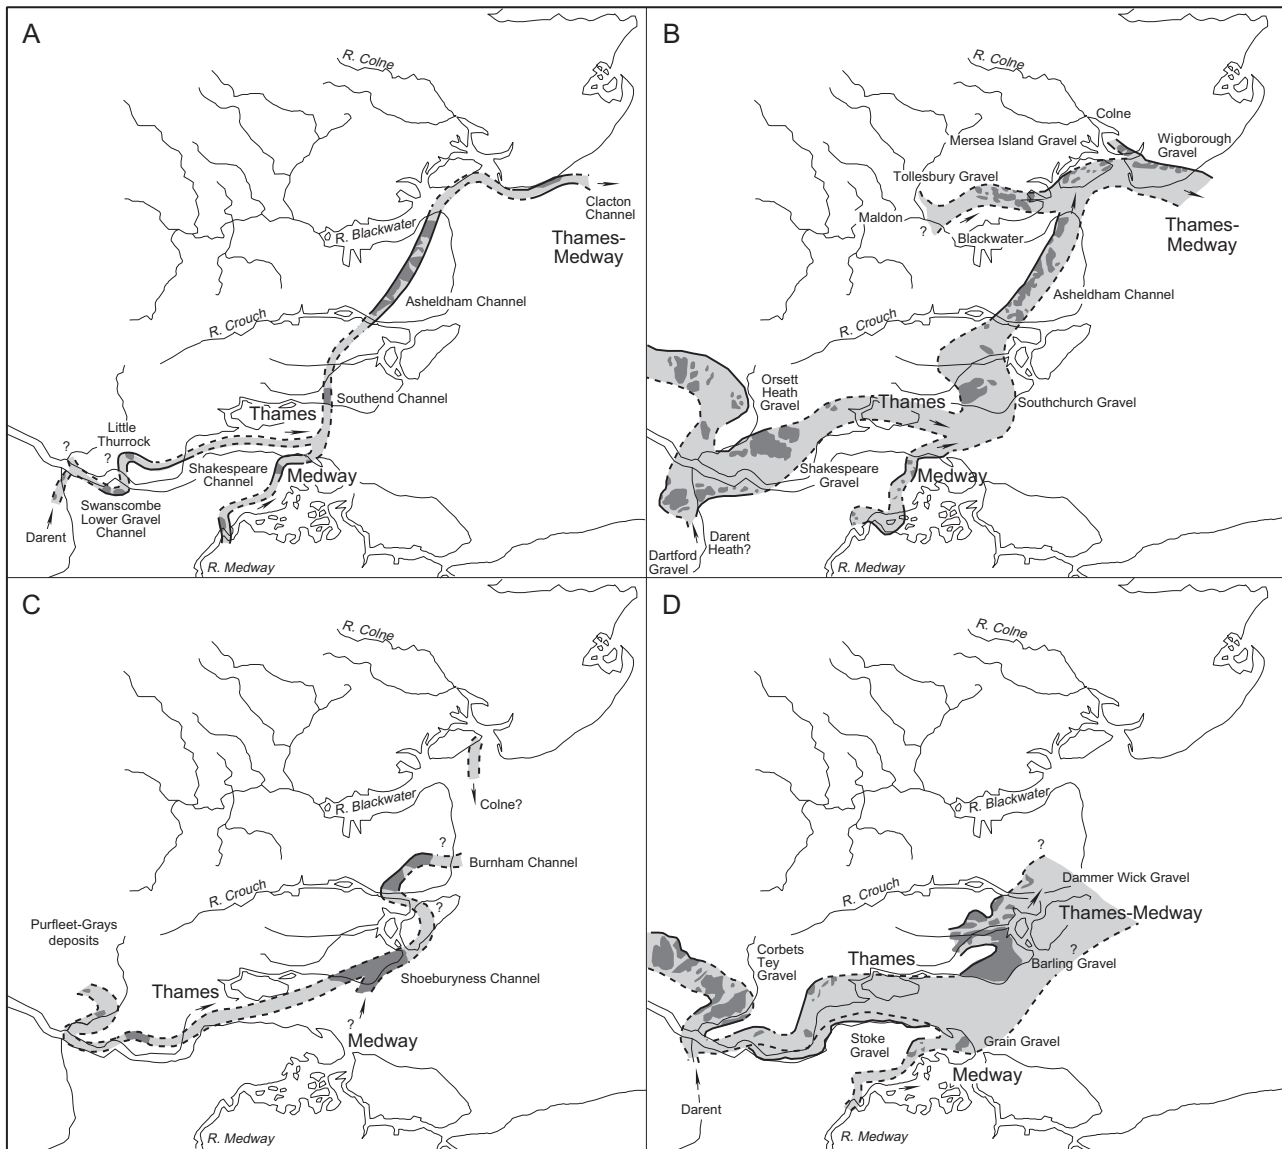 A
R. Colne
Clacton
Channel
Thames-
Medway
R. Blackwater
Asheldham Channel
R. Crouch
Southend Channel
Thames
Little
Thurrock
?
?
Shakespeare
Channel
Medway
Swanscombe
Lower Gravel
Channel
Darent
R. Medway
B
R. Colne
Colne
Mersea Island Gravel
Wigborough
Gravel
Tollesbury Gravel
Maldon
?
Blackwater
Thames-
Medway
Asheldham Channel
R. Crouch
Orsett
Heath
Gravel
Thames
Southchurch Gravel
Shakespeare
Gravel
Medway
Darent
Heath?
Dartford
Gravel
R. Medway
C
R. Colne
R. Blackwater
Colne?
?
Burnham Channel
R. Crouch
?
Purfleet-Grays
deposits
Thames
Shoeburyness Channel
?
Medway
R. Medway
D
R. Colne
R. Blackwater
?
Dammer Wick Gravel
R. Crouch
Thames-Medway
?
Corbets
Tey
Gravel
Thames
Barling Gravel
Stoke
Gravel
Grain Gravel
Medway
Darent
R. Medway